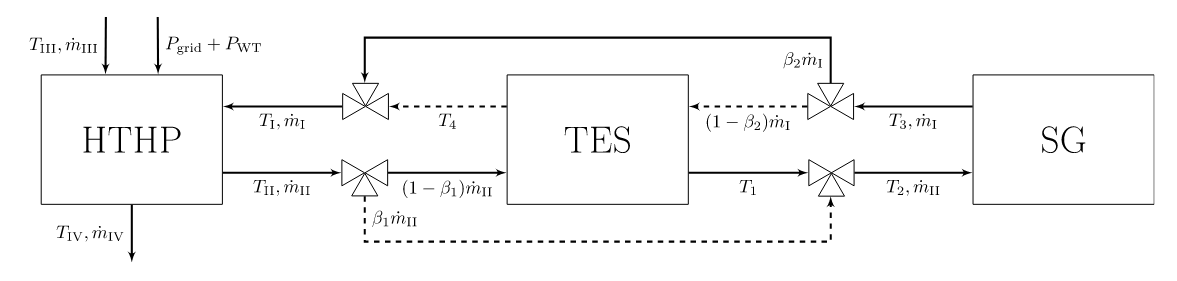 T_III, ṁ_III
P_grid + P_WT
β₂ṁ_I
HTHP
TES
SG
T_I, ṁ_I
T₄
(1 − β₂)ṁ_I
T₃, ṁ_I
T_II, ṁ_II
(1 − β₁)ṁ_II
T₁
T₂, ṁ_II
β₁ṁ_II
T_IV, ṁ_IV